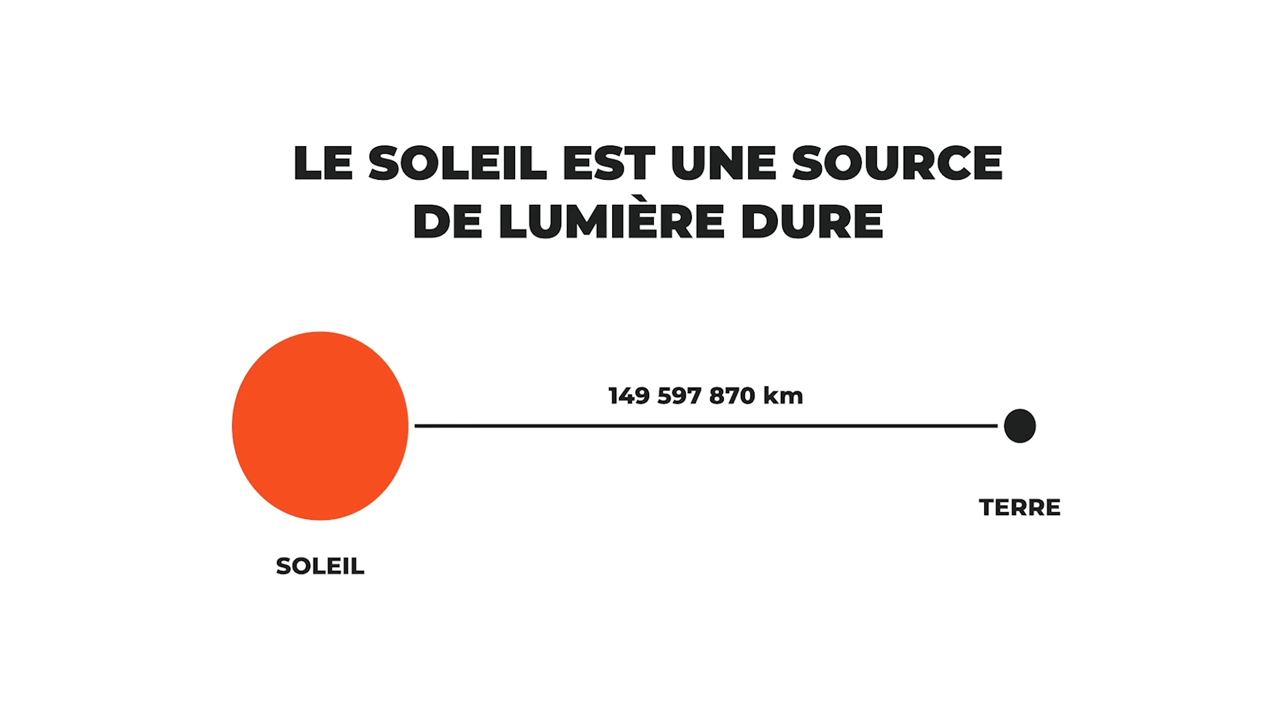 LE SOLEIL EST UNE SOURCE
DE LUMIÈRE DURE
149 597 870 km
TERRE
SOLEIL